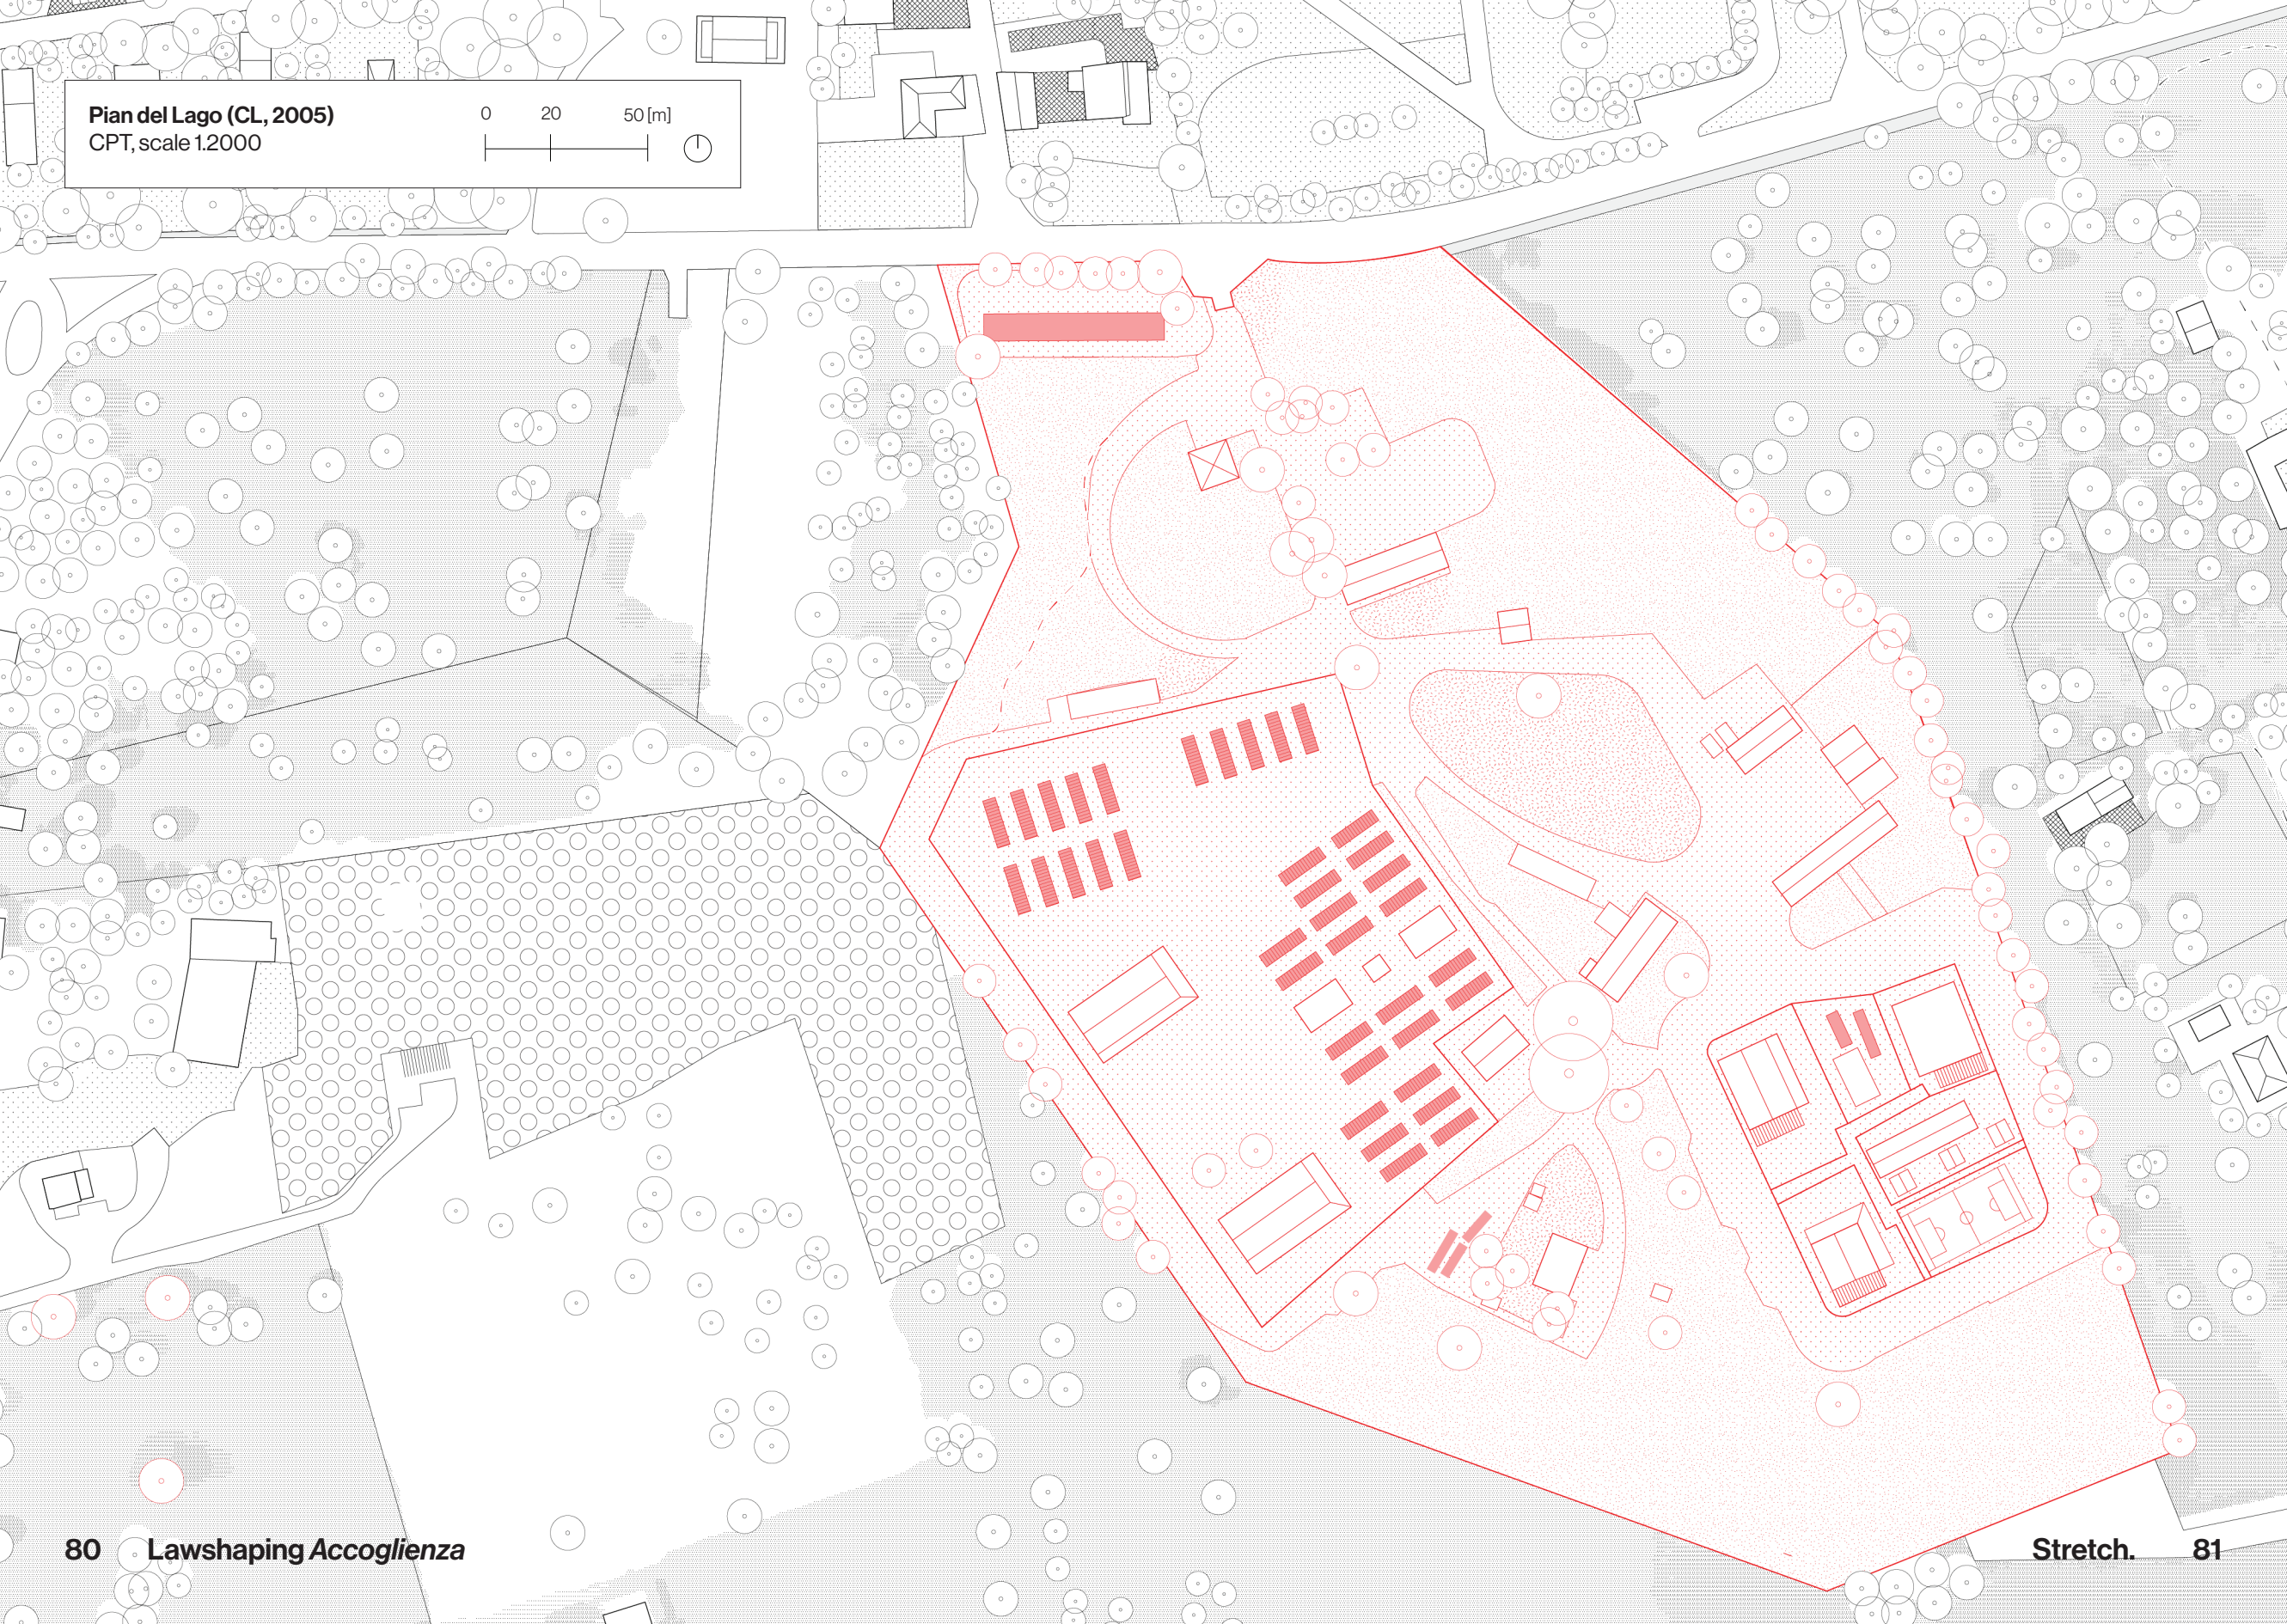 Pian del Lago (CL, 2005)
CPT, scale 1.2000
0 20 50 [m]
80 Lawshaping Accoglienza
Stretch. 81